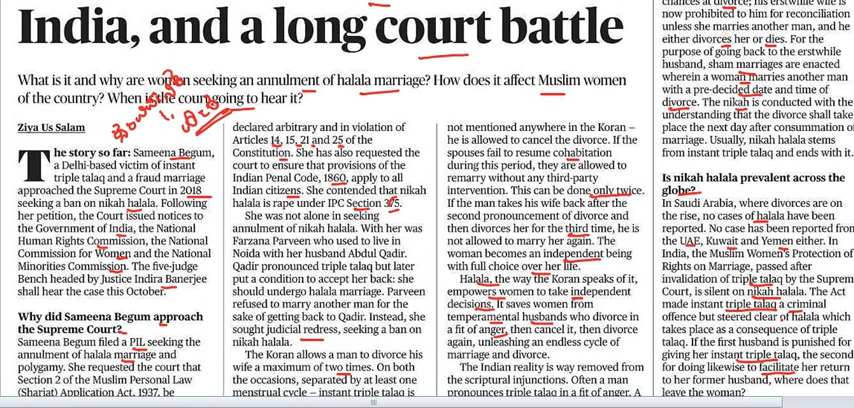 India, and a long court battle
What is it and why are women seeking an annulment of halala marriage? How does it affect Muslim women
of the country? When is the court going to hear it?
Ziya Us Salam
The story so far: Sameena Begum,
a Delhi-based victim of instant
triple talaq and a fraud marriage
approached the Supreme Court in 2018
seeking a ban on nikah halala. Following
her petition, the Court issued notices to
the Government of India, the National
Human Rights Commission, the National
Commission for Women and the National
Minorities Commission. The five-judge
Bench headed by Justice Indira Banerjee
shall hear the case this October.
Why did Sameena Begum approach
the Supreme Court?
Sameena Begum filed a PIL seeking the
annulment of halala marriage and
polygamy. She requested the court that
Section 2 of the Muslim Personal Law
(Shariat) Application Act, 1937, be
declared arbitrary and in violation of
Articles 14, 15, 21 and 25 of the
Constitution. She has also requested the
court to ensure that provisions of the
Indian Penal Code, 1860, apply to all
Indian citizens. She contended that nikah
halala is rape under IPC Section 375.
She was not alone in seeking
annulment of nikah halala. With her was
Farzana Parveen who used to live in
Noida with her husband Abdul Qadir.
Qadir pronounced triple talaq but later
put a condition to accept her back: she
should undergo halala marriage. Parveen
refused to marry another man for the
sake of getting back to Qadir. Instead, she
sought judicial redress, seeking a ban on
nikah halala.
The Koran allows a man to divorce his
wife a maximum of two times. On both
the occasions, separated by at least one
menstrual cycle — instant triple talaq is
not mentioned anywhere in the Koran —
he is allowed to cancel the divorce. If the
spouses fail to resume cohabitation
during this period, they are allowed to
remarry without any third-party
intervention. This can be done only twice.
If the man takes his wife back after the
second pronouncement of divorce and
then divorces her for the third time, he is
not allowed to marry her again. The
woman becomes an independent being
with full choice over her life.
Halala, the way the Koran speaks of it,
empowers women to take independent
decisions. It saves women from
temperamental husbands who divorce in
a fit of anger, then cancel it, then divorce
again, unleashing an endless cycle of
marriage and divorce.
The Indian reality is way removed from
the scriptural injunctions. Often a man
pronounces triple talaq in a fit of anger. A
chances at divorce; his erstwhile wife is
now prohibited to him for reconciliation
unless she marries another man, and he
either divorces her or dies. For the
purpose of going back to the erstwhile
husband, sham marriages are enacted
wherein a woman marries another man
with a pre-decided date and time of
divorce. The nikah is conducted with the
understanding that the divorce shall take
place the next day after consummation of
marriage. Usually, nikah halala stems
from instant triple talaq and ends with it.
Is nikah halala prevalent across the
globe?
In Saudi Arabia, where divorces are on
the rise, no cases of halala have been
reported. No case has been reported from
the UAE, Kuwait and Yemen either. In
India, the Muslim Women's Protection of
Rights on Marriage, passed after
invalidation of triple talaq by the Supreme
Court, is silent on nikah halala. The Act
made instant triple talaq a criminal
offence but steered clear of halala which
takes place as a consequence of triple
talaq. If the first husband is punished for
giving her instant triple talaq, the second
for doing likewise to facilitate her return
to her former husband, where does that
leave the woman?